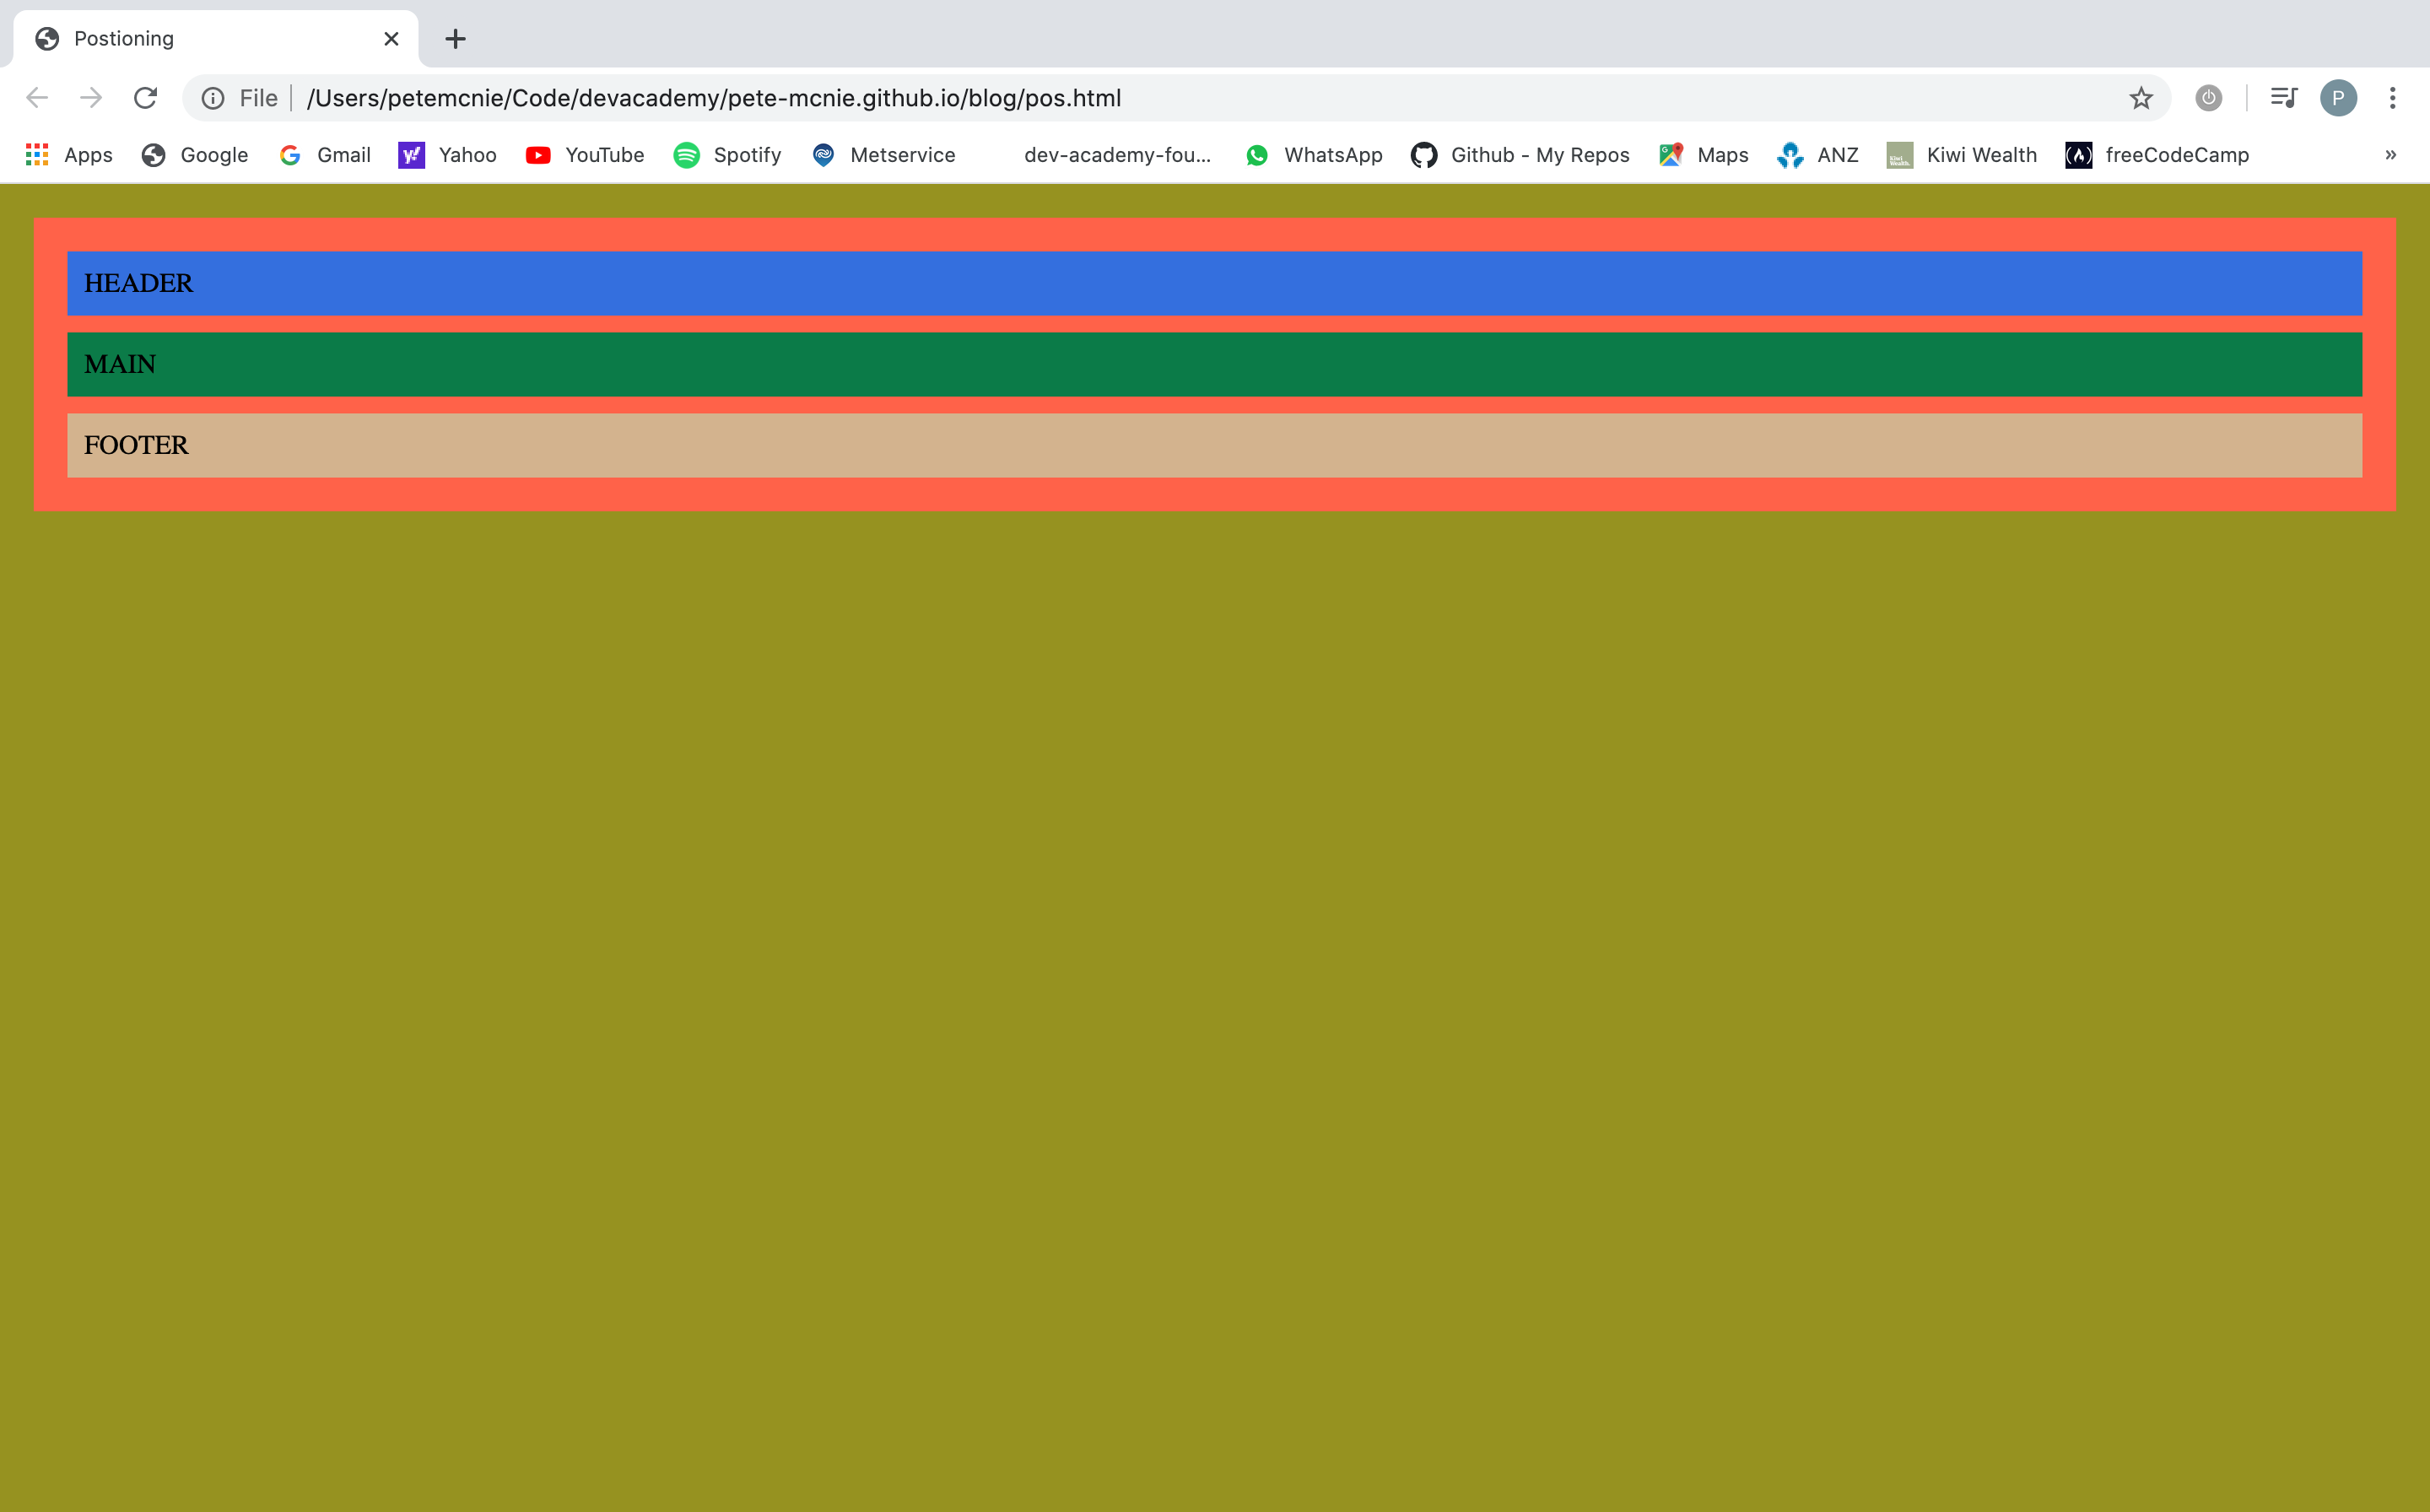 Postioning
File /Users/petemcnie/Code/devacademy/pete-mcnie.github.io/blog/pos.html P
Apps Google Gmail Yahoo YouTube Spotify Metservice dev-academy-fou... WhatsApp Github - My Repos Maps ANZ Kiwi Wealth freeCodeCamp »
HEADER
MAIN
FOOTER